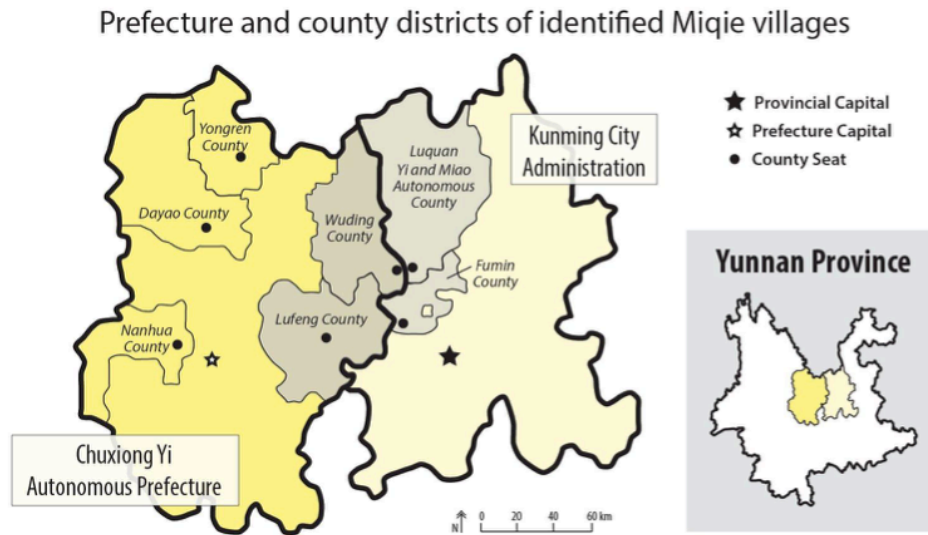 Prefecture and county districts of identified Miqie villages
Yongren
County
Dayao County
Nanhua
County
Wuding
County
Lufeng County
Luquan
Yi and Miao
Autonomous
County
Fumin
County
Kunming City
Administration
Chuxiong Yi
Autonomous Prefecture
Provincial Capital
Prefecture Capital
County Seat
Yunnan Province
N 0 20 40 60 km